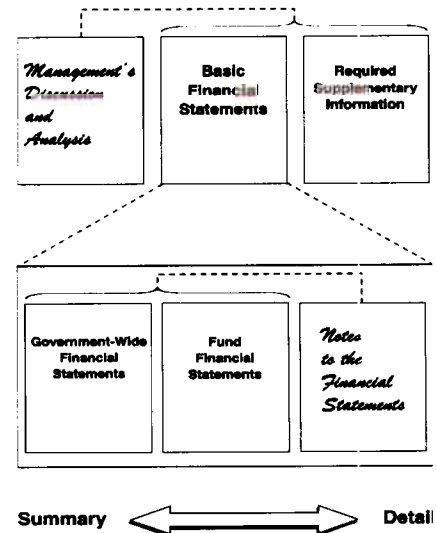 Management's
Discussion
and
Analysis
Basic
Financial
Statements
Required
Supplementary
Information
Government-Wide
Financial
Statements
Fund
Financial
Statements
Notes
to the
Financial
Statements
Summary
Detail